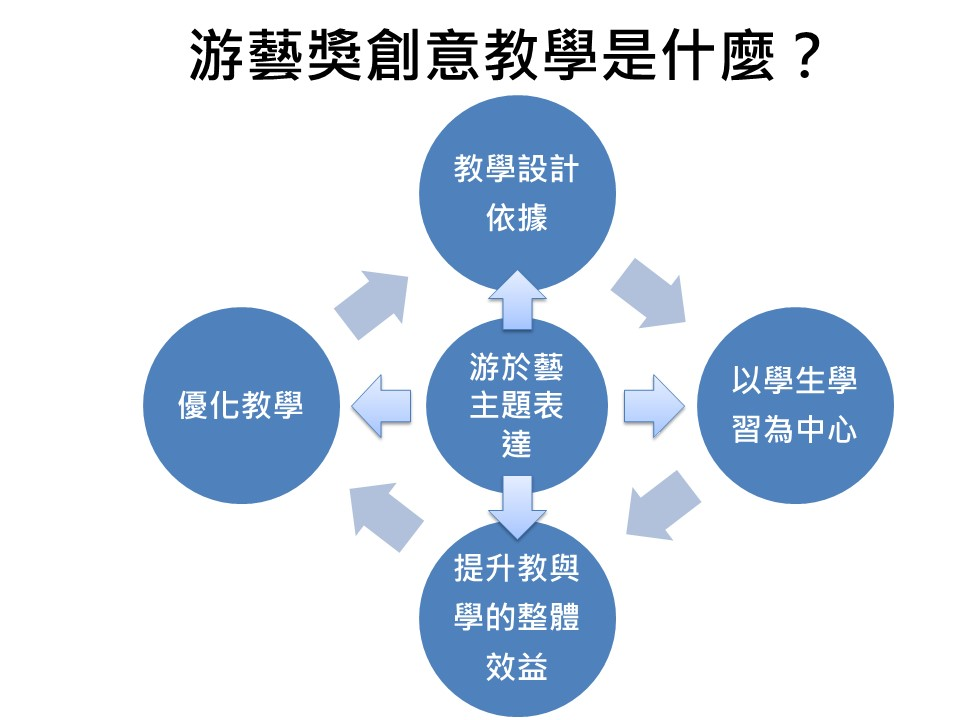 游藝獎創意教學是什麼？
教學設計
依據
游於藝
主題表
達
優化教學
以學生學
習為中心
提升教與
學的整體
效益